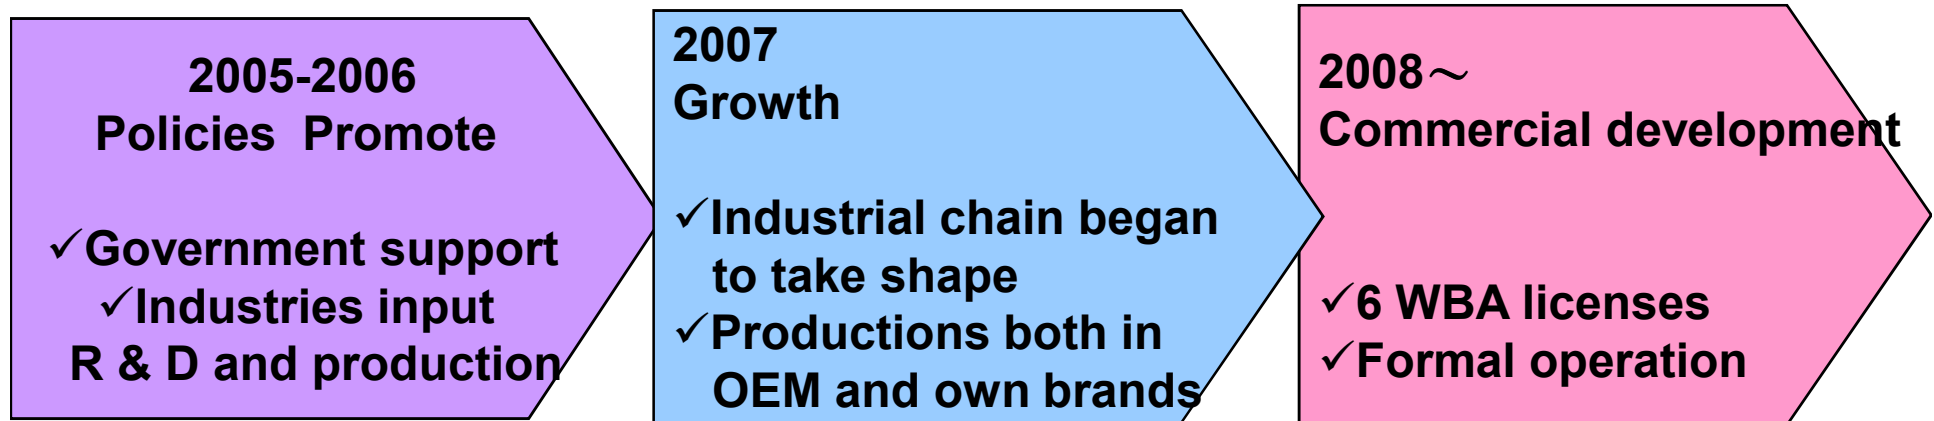 2005-2006
Policies  Promote
✓Government support
✓Industries input
R & D and production
2007
Growth
✓Industrial chain began
to take shape
✓Productions both in
OEM and own brands
2008～
Commercial development
✓6 WBA licenses
✓Formal operation